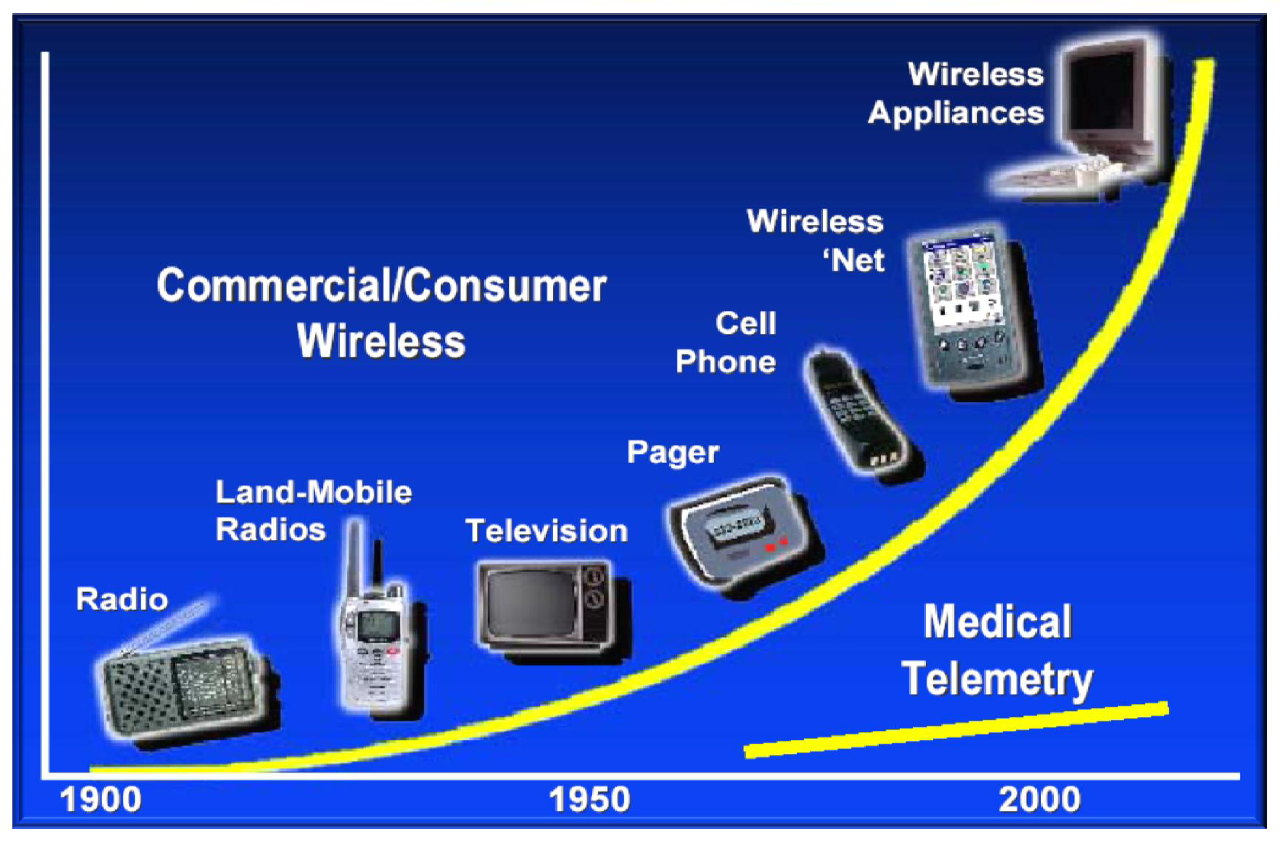 Wireless
Appliances
Wireless
‘Net
Commercial/Consumer
Wireless
Cell
Phone
Pager
Land-Mobile
Radios
Television
Radio
Medical
Telemetry
1900
1950
2000